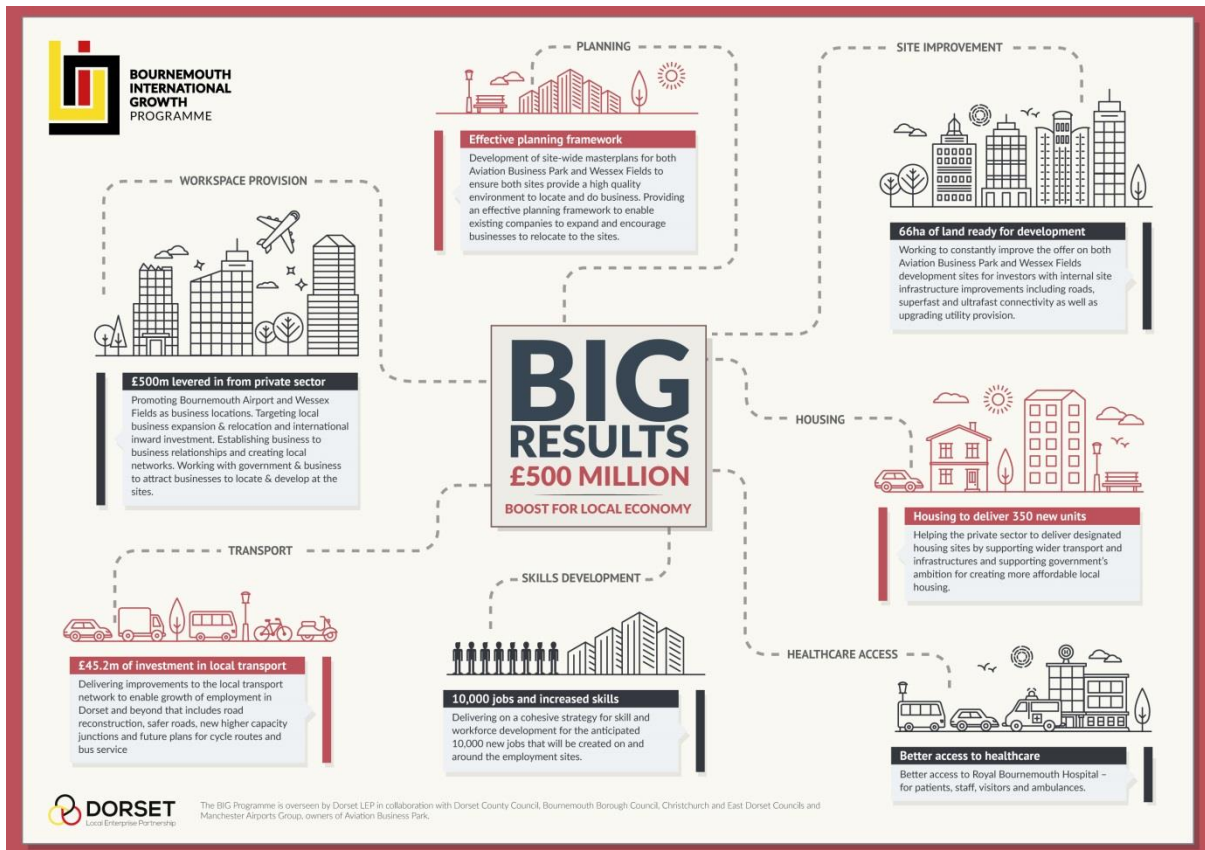 BOURNEMOUTH
INTERNATIONAL
GROWTH
PROGRAMME
PLANNING
Effective planning framework
Development of site-wide masterplans for both
Aviation Business Park and Wessex Fields to
ensure both sites provide a high quality
environment to locate and do business. Providing
an effective planning framework to enable
existing companies to expand and encourage
businesses to relocate to the sites.
SITE IMPROVEMENT
66ha of land ready for development
Working to constantly improve the offer on both
Aviation Business Park and Wessex Fields
development sites for investors with internal site
infrastructure improvements including roads,
superfast and ultrafast connectivity as well as
upgrading utility provision.
WORKSPACE PROVISION
£500m levered in from private sector
Promoting Bournemouth Airport and Wessex
Fields as business locations. Targeting local
business expansion & relocation and international
inward investment. Establishing business to
business relationships and creating local
networks. Working with government & business
to attract businesses to locate & develop at the
sites.
BIG
RESULTS
£500 MILLION
BOOST FOR LOCAL ECONOMY
HOUSING
Housing to deliver 350 new units
Helping the private sector to deliver designated
housing sites by supporting wider transport and
infrastructures and supporting government's
ambition for creating more affordable local
housing.
TRANSPORT
£45.2m of investment in local transport
Delivering improvements to the local transport
network to enable growth of employment in
Dorset and beyond that includes road
reconstruction, safer roads, new higher capacity
junctions and future plans for cycle routes and
bus service
SKILLS DEVELOPMENT
10,000 jobs and increased skills
Delivering on a cohesive strategy for skill and
workforce development for the anticipated
10,000 new jobs that will be created on and
around the employment sites.
HEALTHCARE ACCESS
H
Better access to healthcare
Better access to Royal Bournemouth Hospital –
for patients, staff, visitors and ambulances.
DORSET
Local Enterprise Partnership
The BIG Programme is overseen by Dorset LEP in collaboration with Dorset County Council, Bournemouth Borough Council, Christchurch and East Dorset Councils and
Manchester Airports Group, owners of Aviation Business Park.